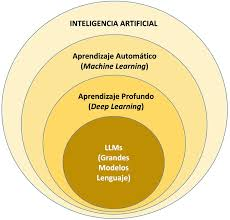 INTELIGENCIA ARTIFICIAL
Aprendizaje Automático
(Machine Learning)
Aprendizaje Profundo
(Deep Learning)
LLMs
(Grandes
Modelos
Lenguaje)